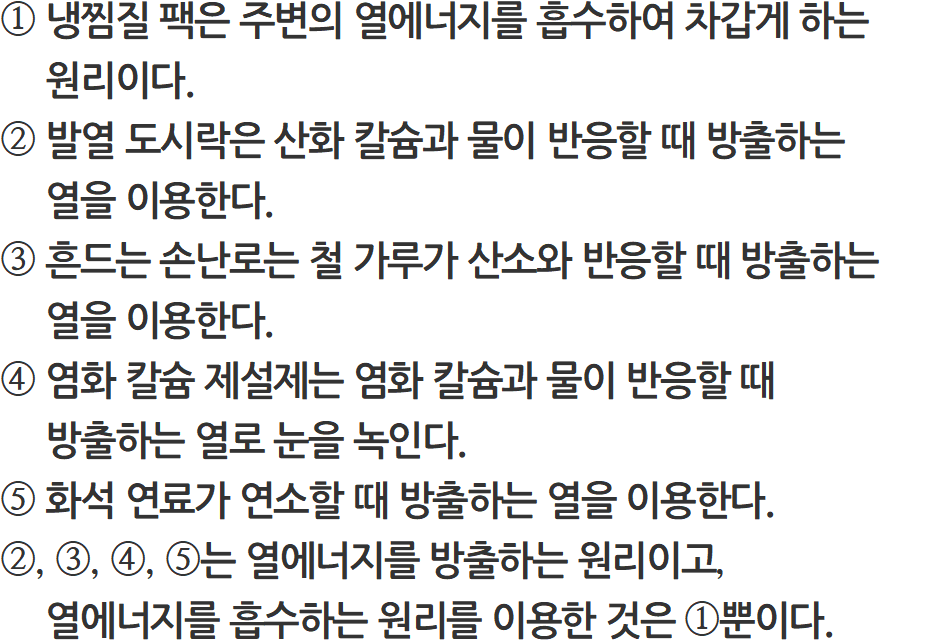 ① 냉찜질 팩은 주변의 열에너지를 흡수하여 차갑게 하는
원리이다.
② 발열 도시락은 산화 칼슘과 물이 반응할 때 방출하는
열을 이용한다.
③ 흔드는 손난로는 철 가루가 산소와 반응할 때 방출하는
열을 이용한다.
④ 염화 칼슘 제설제는 염화 칼슘과 물이 반응할 때
방출하는 열로 눈을 녹인다.
⑤ 화석 연료가 연소할 때 방출하는 열을 이용한다.
②, ③, ④, ⑤는 열에너지를 방출하는 원리이고,
열에너지를 흡수하는 원리를 이용한 것은 ①뿐이다.